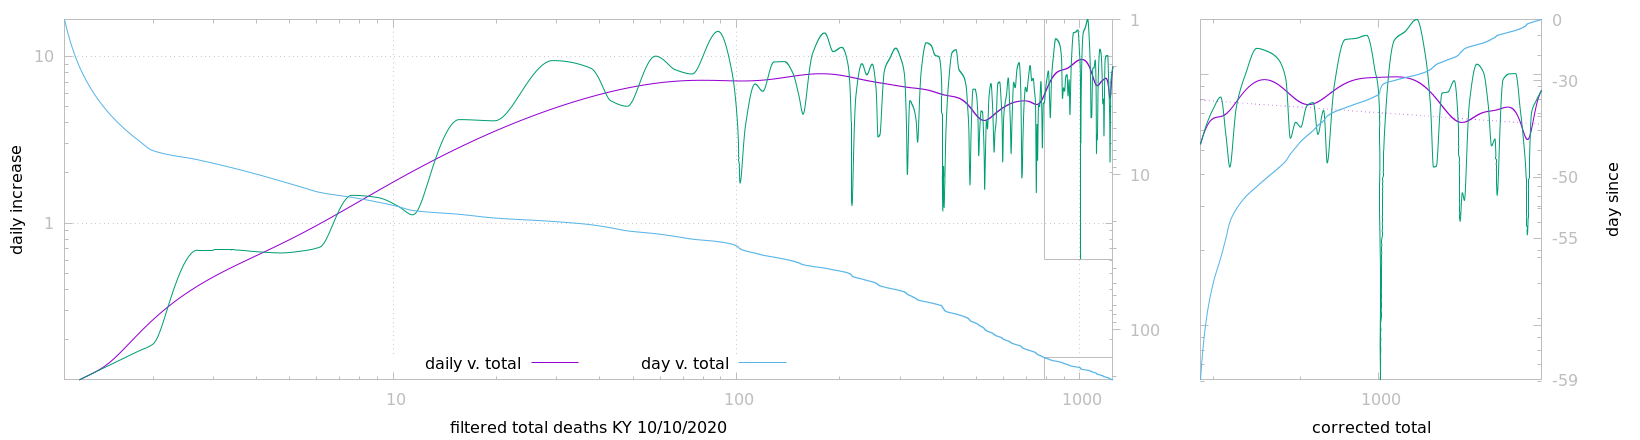 10
1
daily increase
daily v. total
day v. total
10
100
1000
filtered total deaths KY 10/10/2020
1
10
100
1000
corrected total
0
-30
-50
-55
-59
day since